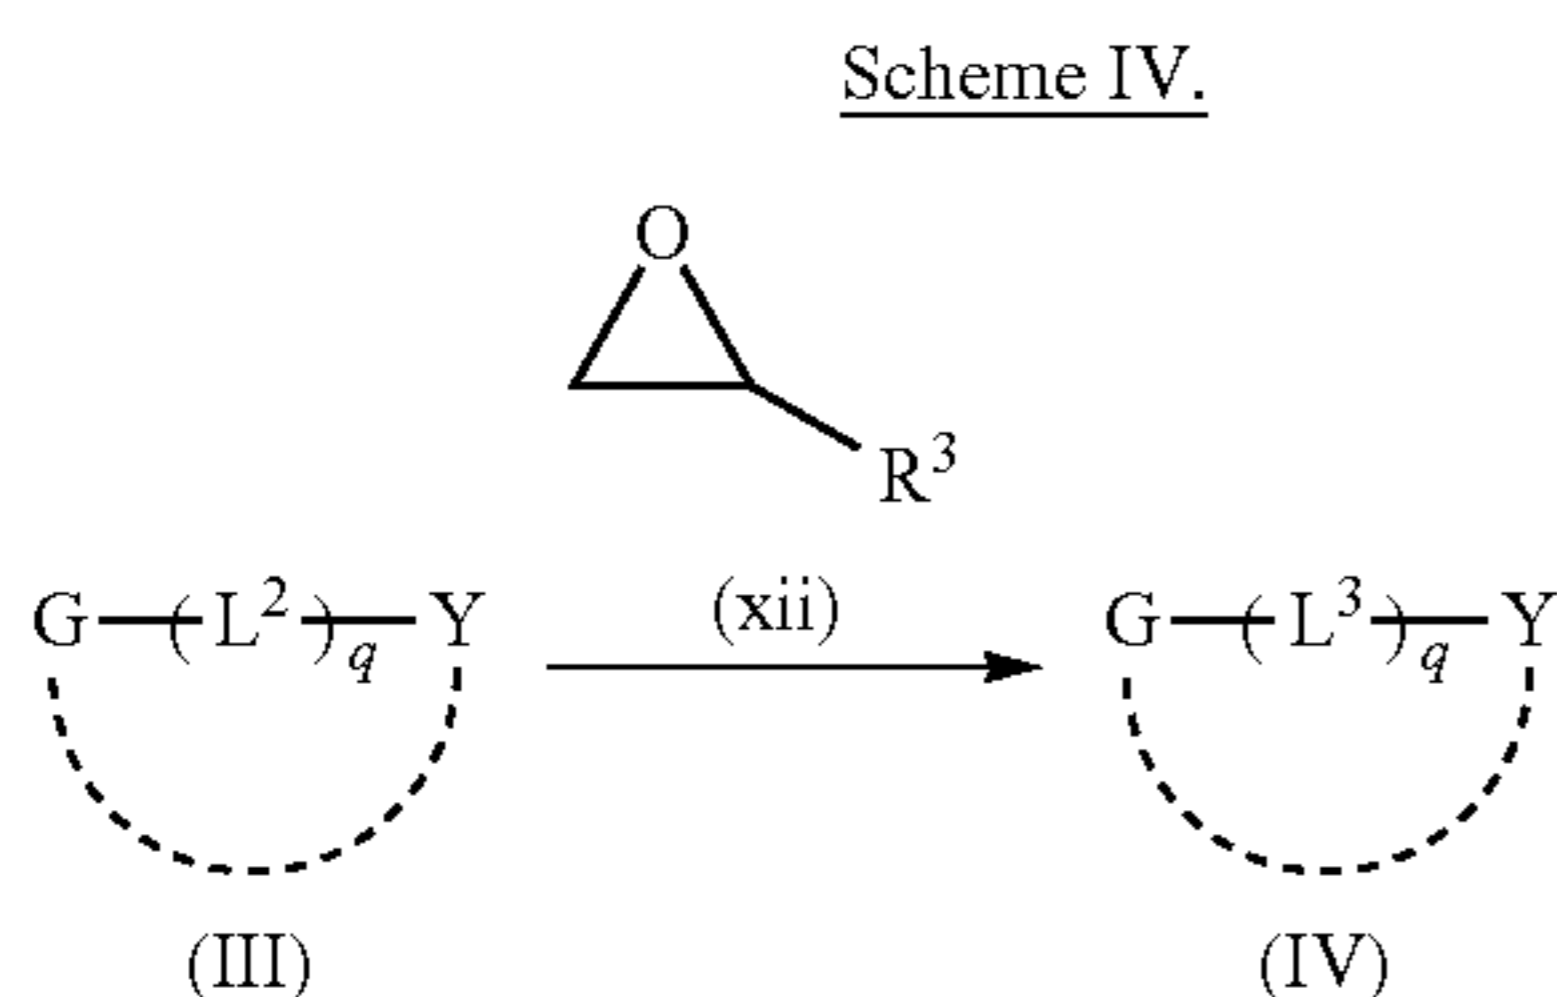 Scheme IV.
O
R³
G—(L²)q—Y (xii) G—(L³)q—Y
(III) (IV)